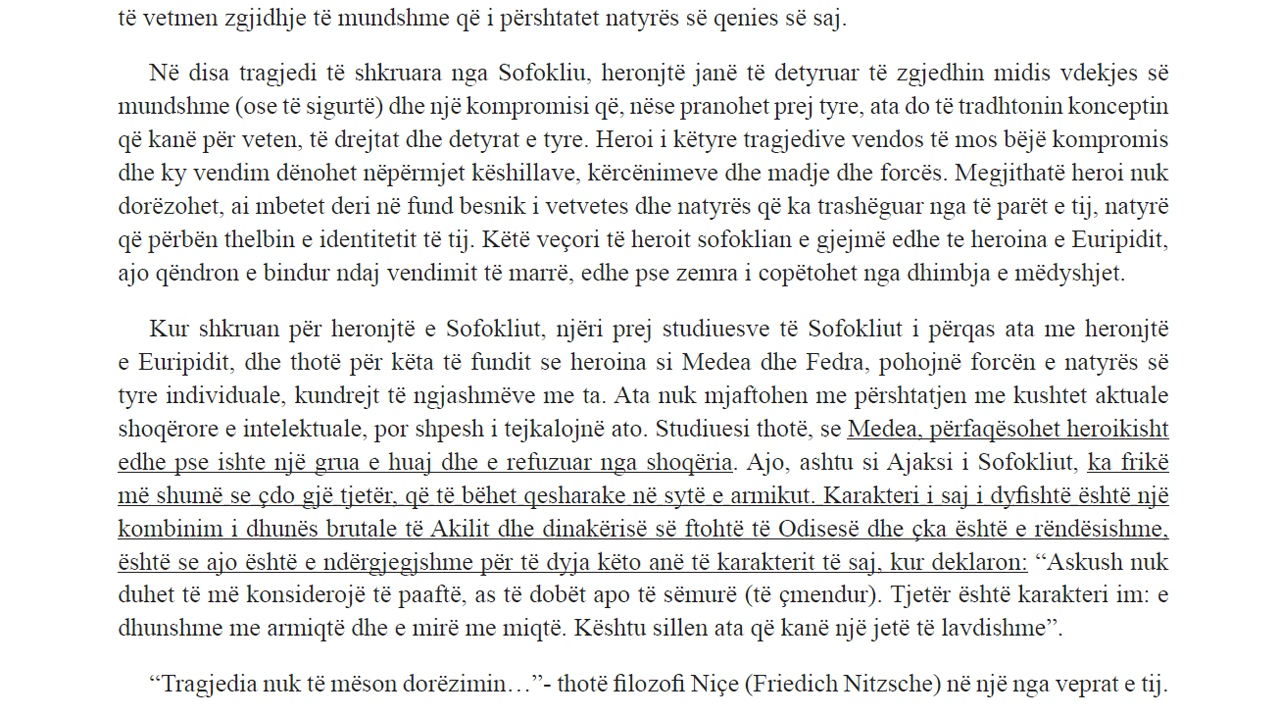 të vetmen zgjidhje të mundshme që i përshtatet natyrës së qenies së saj.
Në disa tragjedi të shkruara nga Sofokliu, heronjtë janë të detyruar të zgjedhin midis vdekjes së
mundshme (ose të sigurtë) dhe një kompromisi që, nëse pranohet prej tyre, ata do të tradhtonin konceptin
që kanë për veten, të drejtat dhe detyrat e tyre. Heroi i këtyre tragjedive vendos të mos bëjë kompromis
dhe ky vendim dënohet nëpërmjet këshillave, kërcënimeve dhe madje dhe forcës. Megjithatë heroi nuk
dorëzohet, ai mbetet deri në fund besnik i vetvetes dhe natyrës që ka trashëguar nga të parët e tij, natyrë
që përbën thelbin e identitetit të tij. Këtë veçori të heroit sofoklian e gjejmë edhe te heroina e Euripidit,
ajo qëndron e bindur ndaj vendimit të marrë, edhe pse zemra i copëtohet nga dhimbja e mëdyshjet.
Kur shkruan për heronjtë e Sofokliut, njëri prej studiuesve të Sofokliut i përqas ata me heronjtë
e Euripidit, dhe thotë për këta të fundit se heroina si Medea dhe Fedra, pohojnë forcën e natyrës së
tyre individuale, kundrejt të ngjashmëve me ta. Ata nuk mjaftohen me përshtatjen me kushtet aktuale
shoqërore e intelektuale, por shpesh i tejkalojnë ato. Studiuesi thotë, se Medea, përfaqësohet heroikisht
edhe pse ishte një grua e huaj dhe e refuzuar nga shoqëria. Ajo, ashtu si Ajaksi i Sofokliut, ka frikë
më shumë se çdo gjë tjetër, që të bëhet qesharake në sytë e armikut. Karakteri i saj i dyfishtë është një
kombinim i dhunës brutale të Akilit dhe dinakërisë së ftohtë të Odisesë dhe çka është e rëndësishme,
është se ajo është e ndërgjegjshme për të dyja këto anë të karakterit të saj, kur deklaron: “Askush nuk
duhet të më konsiderojë të paaftë, as të dobët apo të sëmurë (të çmendur). Tjetër është karakteri im: e
dhunshme me armiqtë dhe e mirë me miqtë. Kështu sillen ata që kanë një jetë të lavdishme”.
“Tragjedia nuk të mëson dorëzimin…”- thotë filozofi Niçe (Friedich Nitzsche) në një nga veprat e tij.